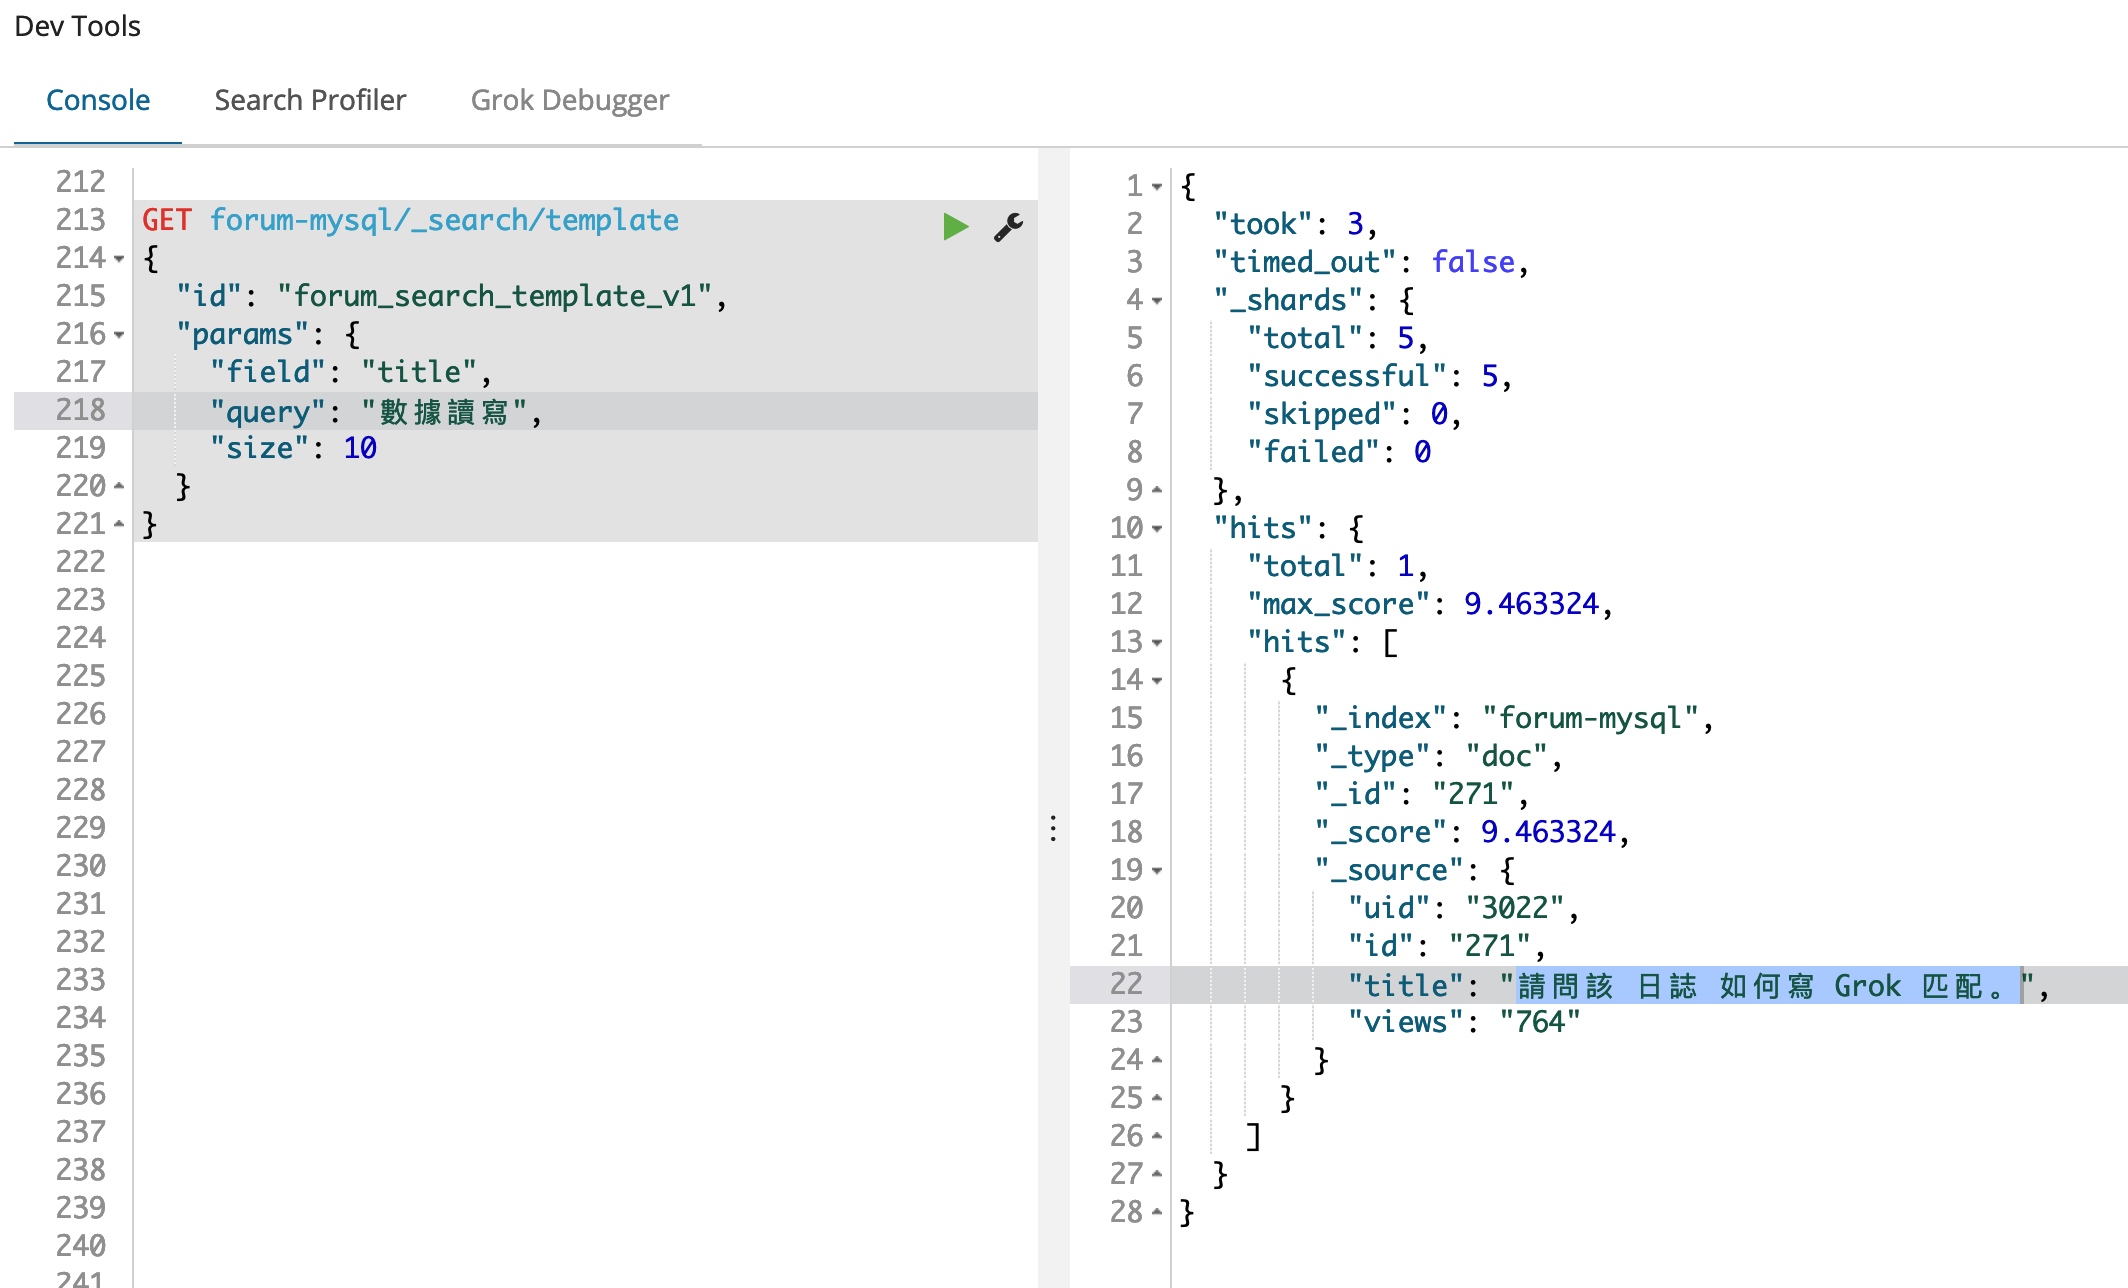 Dev Tools
Console Search Profiler Grok Debugger
212
213 GET forum-mysql/_search/template
214 {
215 "id": "forum_search_template_v1",
216 "params": {
217 "field": "title",
218 "query": "數據讀寫",
219 "size": 10
220 }
221 }
222
223
224
225
226
227
228
229
230
231
232
233
234
235
236
237
238
239
240
241
1 {
2 "took": 3,
3 "timed_out": false,
4 "_shards": {
5 "total": 5,
6 "successful": 5,
7 "skipped": 0,
8 "failed": 0
9 },
10 "hits": {
11 "total": 1,
12 "max_score": 9.463324,
13 "hits": [
14 {
15 "_index": "forum-mysql",
16 "_type": "doc",
17 "_id": "271",
18 "_score": 9.463324,
19 "_source": {
20 "uid": "3022",
21 "id": "271",
22 "title": "請問該 日誌 如何寫 Grok 匹配。",
23 "views": "764"
24 }
25 }
26 ]
27 }
28 }